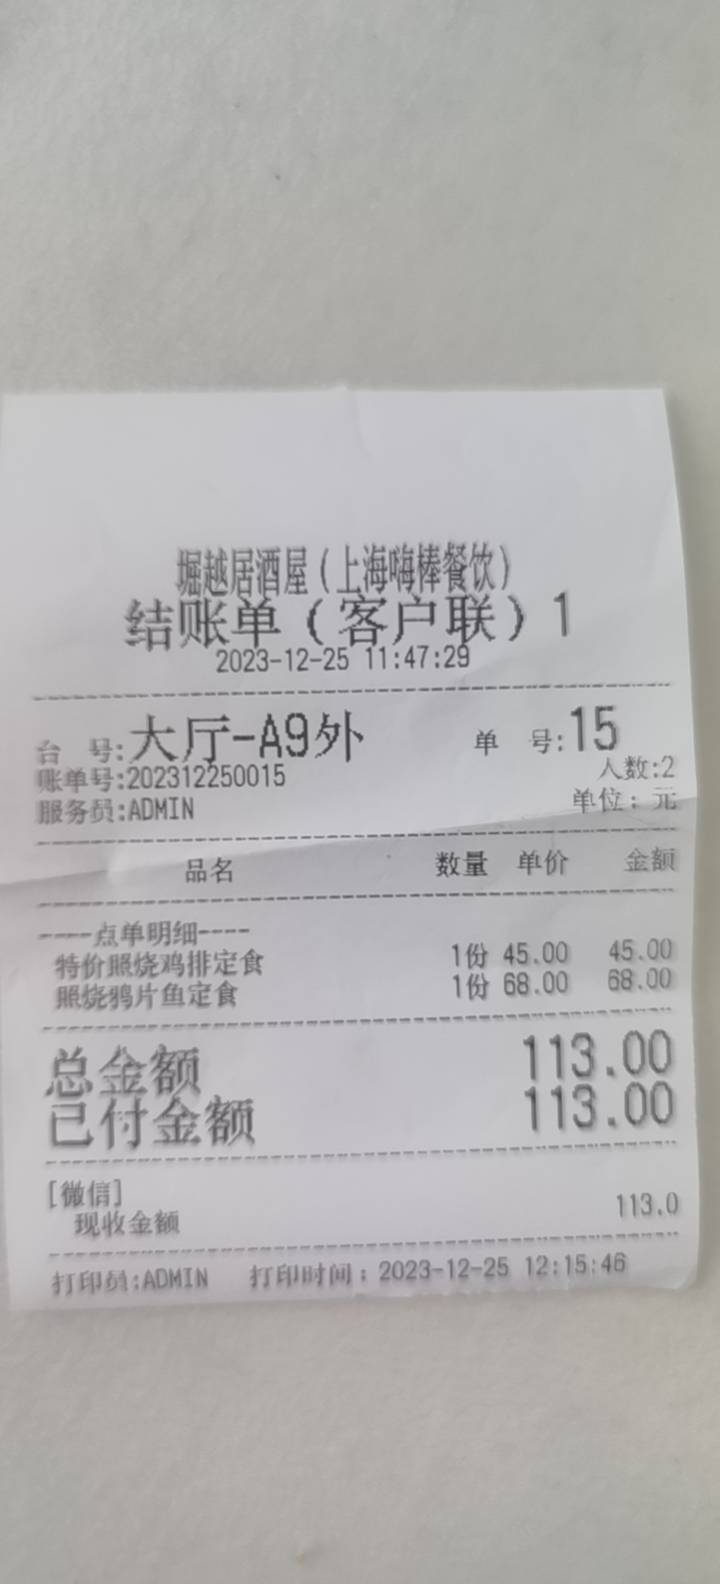 堀越居酒屋(上海嗨棒餐饮)
结账单(客户联)1
2023-12-25 11:47:29
台 号:大厅-A9外 单 号:15
账单号:202312250015 人数:2
服务员:ADMIN 单位:元
品名 数量 单价 金额
----点单明细----
特价照烧鸡排定食 1份 45.00 45.00
照烧鸦片鱼定食 1份 68.00 68.00
总金额 113.00
已付金额 113.00
[微信]
现收金额 113.0
打印员:ADMIN 打印时间:2023-12-25 12:15:46